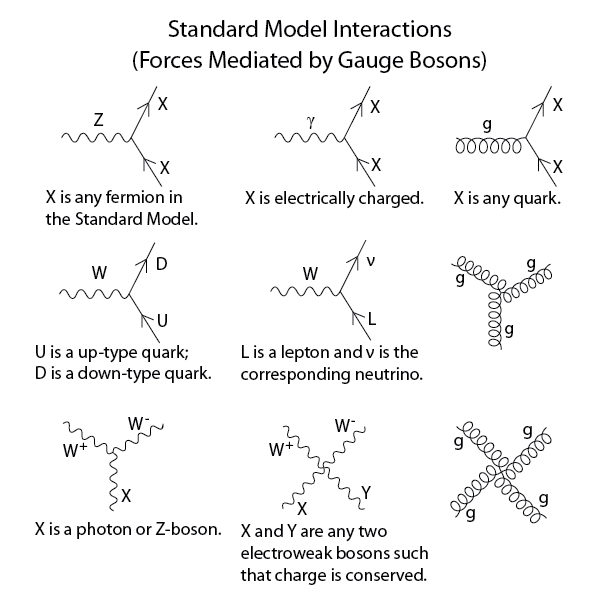 Standard Model Interactions
(Forces Mediated by Gauge Bosons)
Z
X
X
X is any fermion in
the Standard Model.
γ
X
X
X is electrically charged.
g
X
X
X is any quark.
W
D
U
U is a up-type quark;
D is a down-type quark.
W
ν
L
L is a lepton and ν is the
corresponding neutrino.
g
g
g
W+
W-
X
X is a photon or Z-boson.
W+
W-
X
Y
X and Y are any two
electroweak bosons such
that charge is conserved.
g
g
g
g